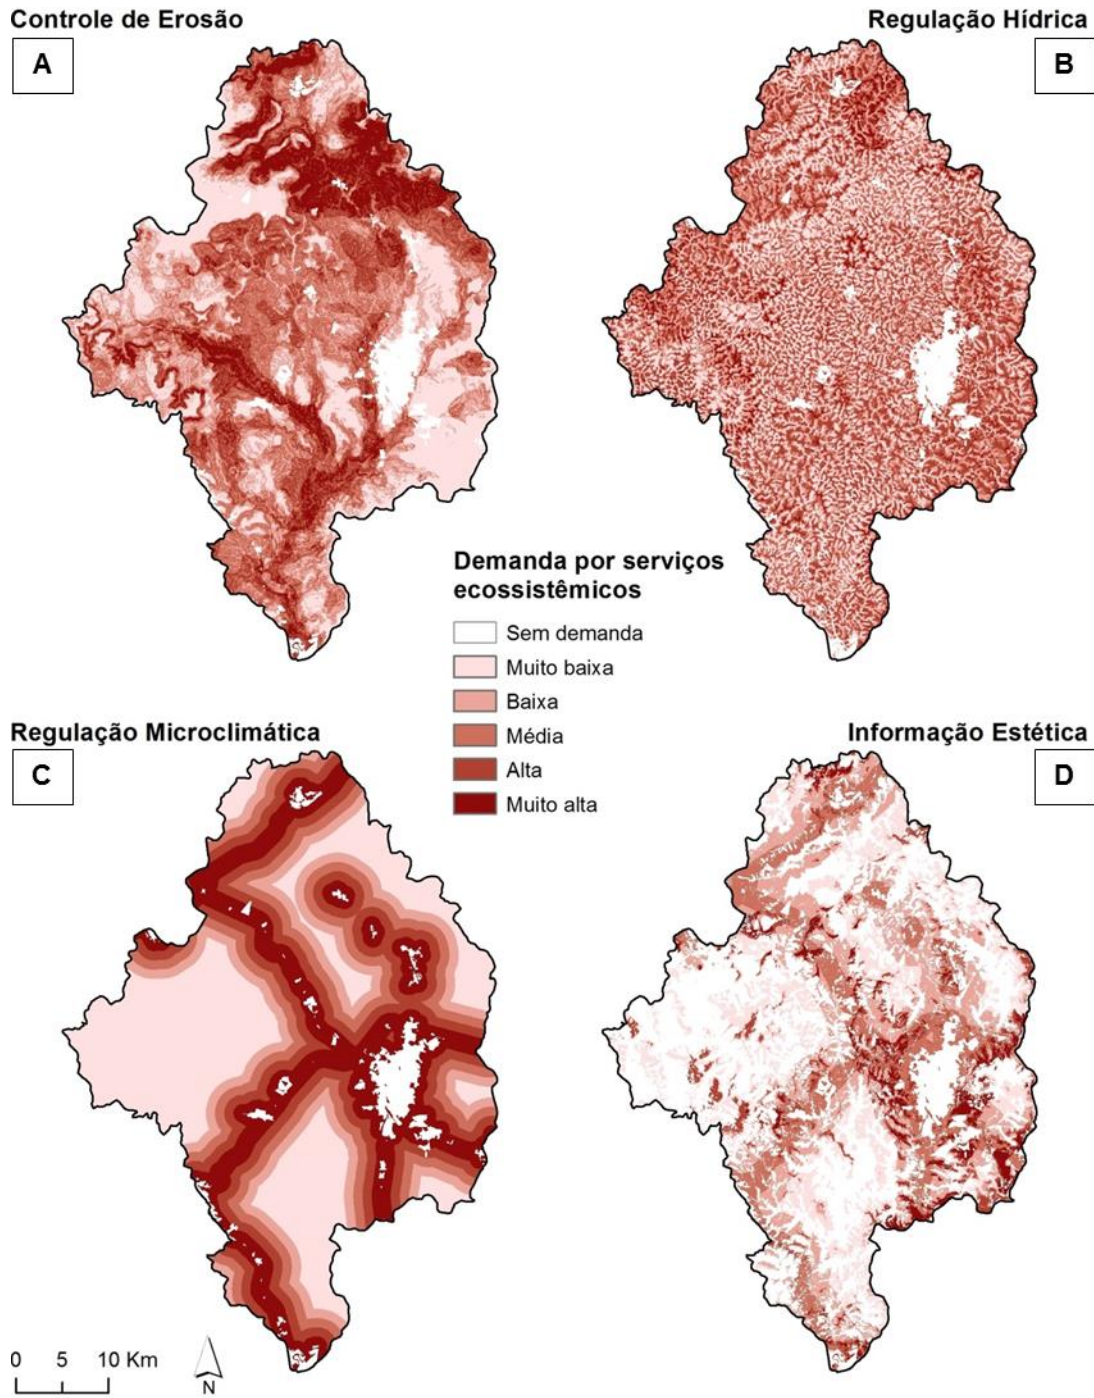 Controle de Erosão
A
Regulação Hídrica
B
Demanda por serviços
ecossistêmicos
Sem demanda
Muito baixa
Baixa
Média
Alta
Muito alta
Regulação Microclimática
C
Informação Estética
D
0 5 10 Km
N